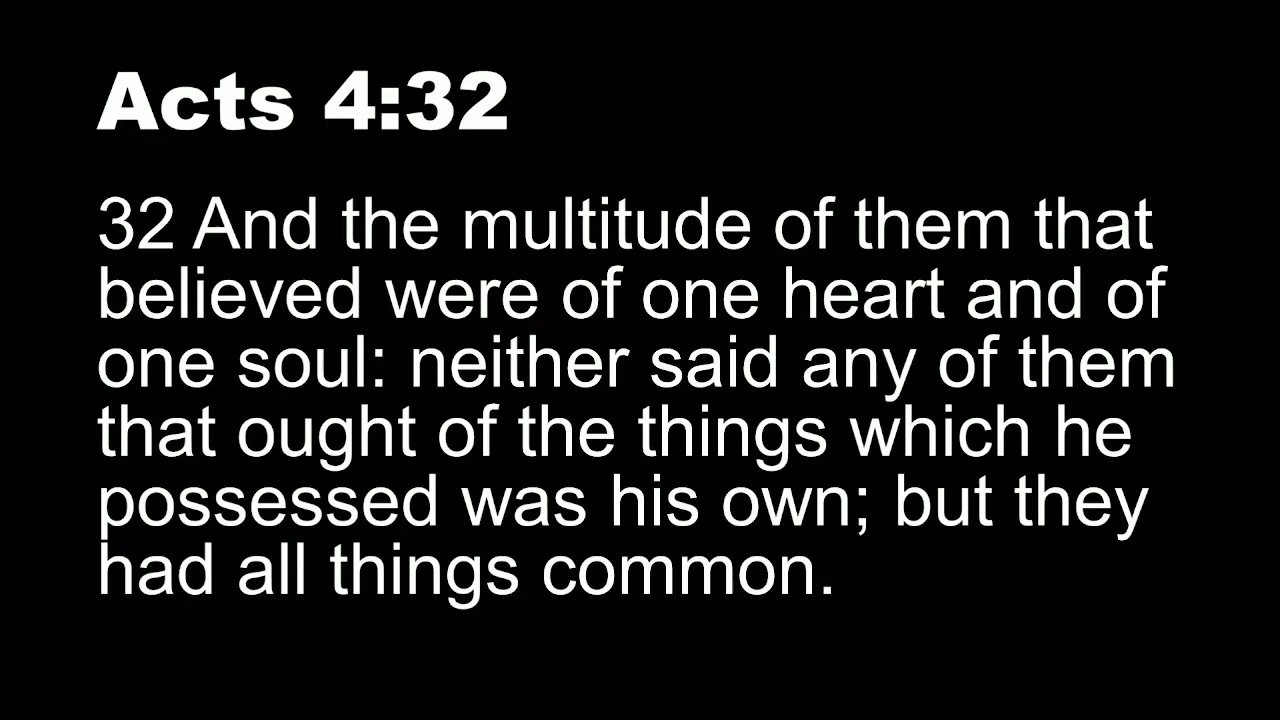 Acts 4:32
32 And the multitude of them that
believed were of one heart and of
one soul: neither said any of them
that ought of the things which he
possessed was his own; but they
had all things common.